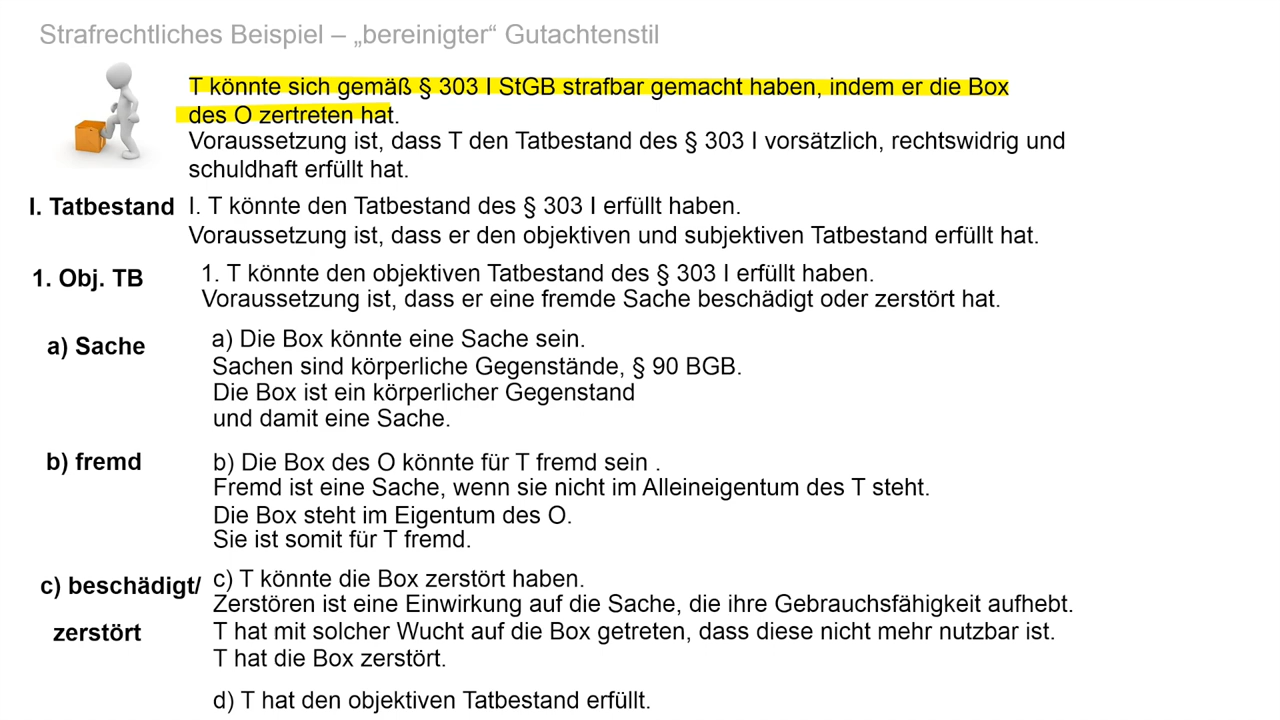 Strafrechtliches Beispiel – „bereinigter“ Gutachtenstil
T könnte sich gemäß § 303 I StGB strafbar gemacht haben, indem er die Box
des O zertreten hat.
Voraussetzung ist, dass T den Tatbestand des § 303 I vorsätzlich, rechtswidrig und
schuldhaft erfüllt hat.
I. Tatbestand
I. T könnte den Tatbestand des § 303 I erfüllt haben.
Voraussetzung ist, dass er den objektiven und subjektiven Tatbestand erfüllt hat.
1. Obj. TB
1. T könnte den objektiven Tatbestand des § 303 I erfüllt haben.
Voraussetzung ist, dass er eine fremde Sache beschädigt oder zerstört hat.
a) Sache
a) Die Box könnte eine Sache sein.
Sachen sind körperliche Gegenstände, § 90 BGB.
Die Box ist ein körperlicher Gegenstand
und damit eine Sache.
b) fremd
b) Die Box des O könnte für T fremd sein .
Fremd ist eine Sache, wenn sie nicht im Alleineigentum des T steht.
Die Box steht im Eigentum des O.
Sie ist somit für T fremd.
c) beschädigt/
zerstört
c) T könnte die Box zerstört haben.
Zerstören ist eine Einwirkung auf die Sache, die ihre Gebrauchsfähigkeit aufhebt.
T hat mit solcher Wucht auf die Box getreten, dass diese nicht mehr nutzbar ist.
T hat die Box zerstört.
d) T hat den objektiven Tatbestand erfüllt.